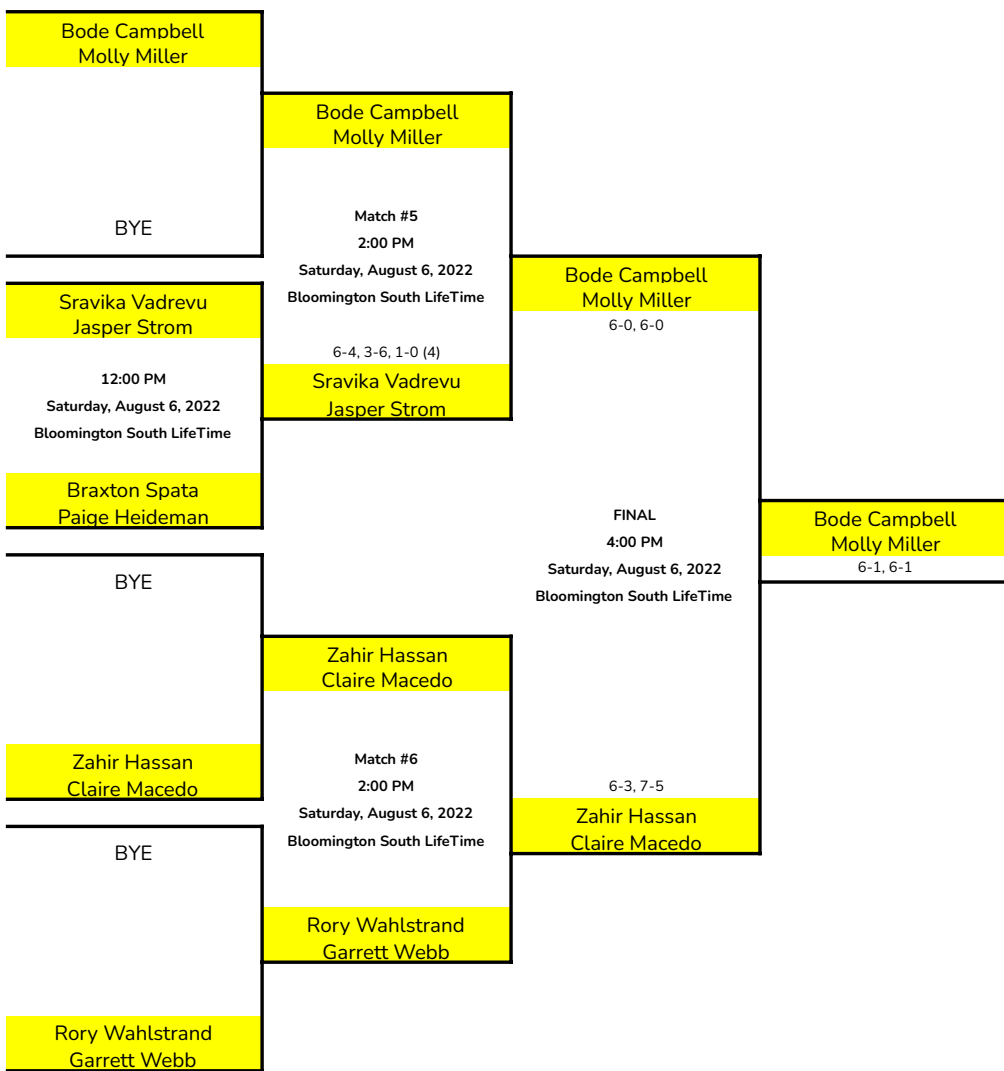 Bode Campbell
Molly Miller
BYE
Sravika Vadrevu
Jasper Strom
12:00 PM
Saturday, August 6, 2022
Bloomington South LifeTime
Braxton Spata
Paige Heideman
BYE
Zahir Hassan
Claire Macedo
BYE
Rory Wahlstrand
Garrett Webb
Bode Campbell
Molly Miller
Match #5
2:00 PM
Saturday, August 6, 2022
Bloomington South LifeTime
6-4, 3-6, 1-0 (4)
Sravika Vadrevu
Jasper Strom
Zahir Hassan
Claire Macedo
Match #6
2:00 PM
Saturday, August 6, 2022
Bloomington South LifeTime
Rory Wahlstrand
Garrett Webb
Bode Campbell
Molly Miller
6-0, 6-0
FINAL
4:00 PM
Saturday, August 6, 2022
Bloomington South LifeTime
6-3, 7-5
Zahir Hassan
Claire Macedo
Bode Campbell
Molly Miller
6-1, 6-1